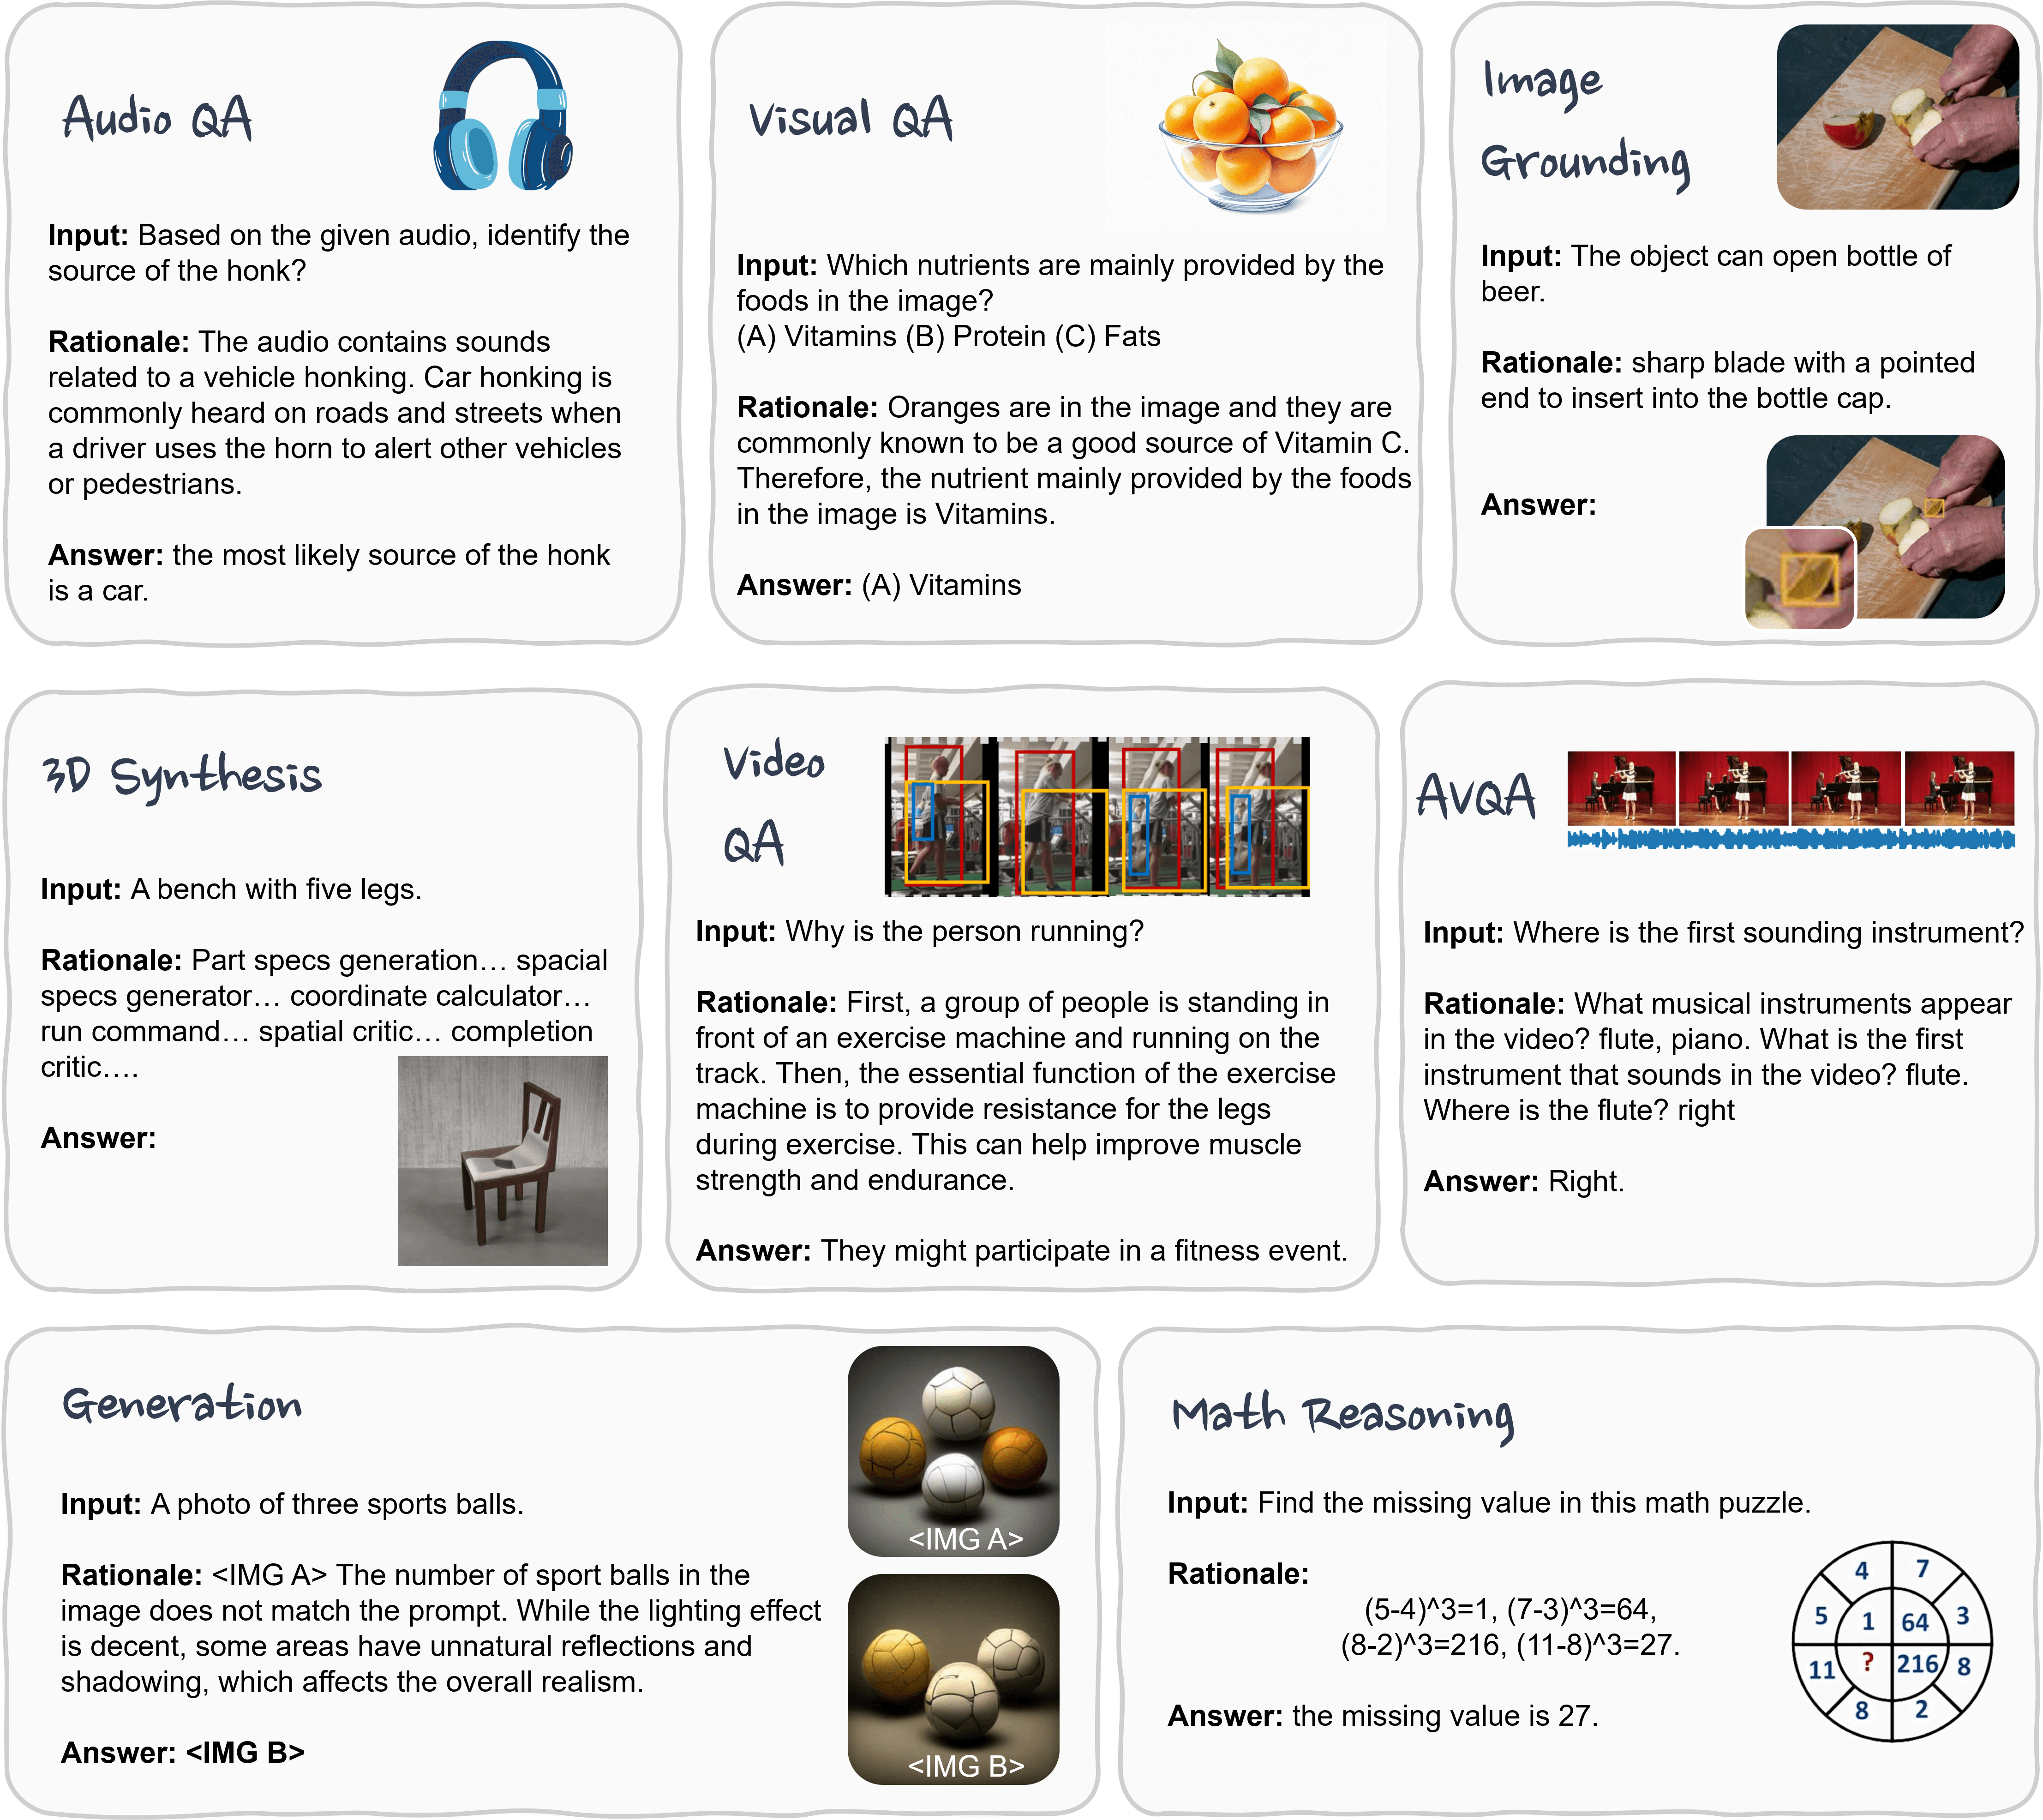 Audio QA
Input: Based on the given audio, identify the
source of the honk?
Rationale: The audio contains sounds
related to a vehicle honking. Car honking is
commonly heard on roads and streets when
a driver uses the horn to alert other vehicles
or pedestrians.
Answer: the most likely source of the honk
is a car.
Visual QA
Input: Which nutrients are mainly provided by the
foods in the image?
(A) Vitamins (B) Protein (C) Fats
Rationale: Oranges are in the image and they are
commonly known to be a good source of Vitamin C.
Therefore, the nutrient mainly provided by the foods
in the image is Vitamins.
Answer: (A) Vitamins
Image
Grounding
Input: The object can open bottle of
beer.
Rationale: sharp blade with a pointed
end to insert into the bottle cap.
Answer:
3D Synthesis
Input: A bench with five legs.
Rationale: Part specs generation… spacial
specs generator… coordinate calculator…
run command… spatial critic… completion
critic….
Answer:
Video
QA
Input: Why is the person running?
Rationale: First, a group of people is standing in
front of an exercise machine and running on the
track. Then, the essential function of the exercise
machine is to provide resistance for the legs
during exercise. This can help improve muscle
strength and endurance.
Answer: They might participate in a fitness event.
AVQA
Input: Where is the first sounding instrument?
Rationale: What musical instruments appear
in the video? flute, piano. What is the first
instrument that sounds in the video? flute.
Where is the flute? right
Answer: Right.
Generation
Input: A photo of three sports balls.
Rationale: <IMG A> The number of sport balls in the
image does not match the prompt. While the lighting effect
is decent, some areas have unnatural reflections and
shadowing, which affects the overall realism.
Answer: <IMG B>
<IMG A>
<IMG B>
Math Reasoning
Input: Find the missing value in this math puzzle.
Rationale:
(5-4)^3=1, (7-3)^3=64,
(8-2)^3=216, (11-8)^3=27.
Answer: the missing value is 27.
4 7
5 1 64 3
11 ? 216 8
8 2